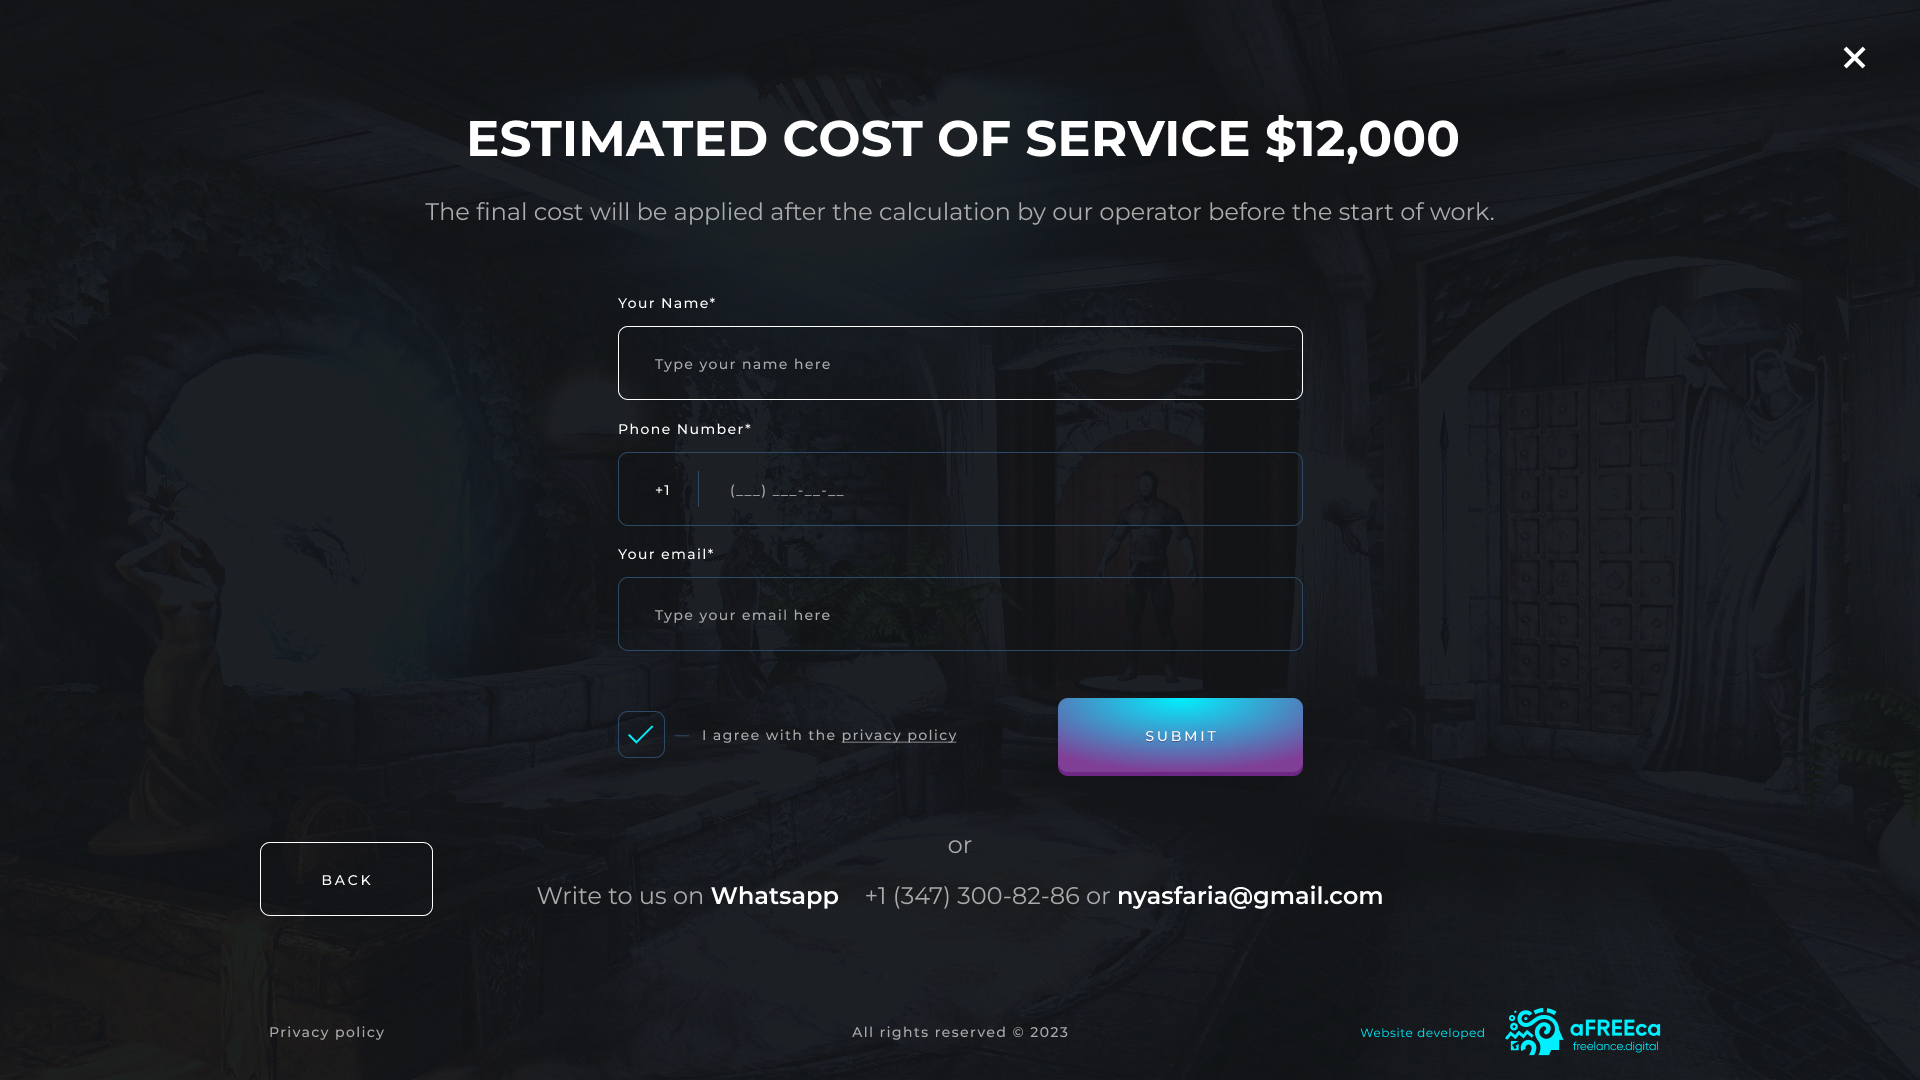 ESTIMATED COST OF SERVICE $12,000
The final cost will be applied after the calculation by our operator before the start of work.
Your Name*
Type your name here
Phone Number*
+1 (___) ___-__-__
Your email*
Type your email here
I agree with the privacy policy
SUBMIT
or
BACK
Write to us on Whatsapp +1 (347) 300-82-86 or nyasfaria@gmail.com
Privacy policy
All rights reserved © 2023
Website developed
aFREEca
freelance.digital